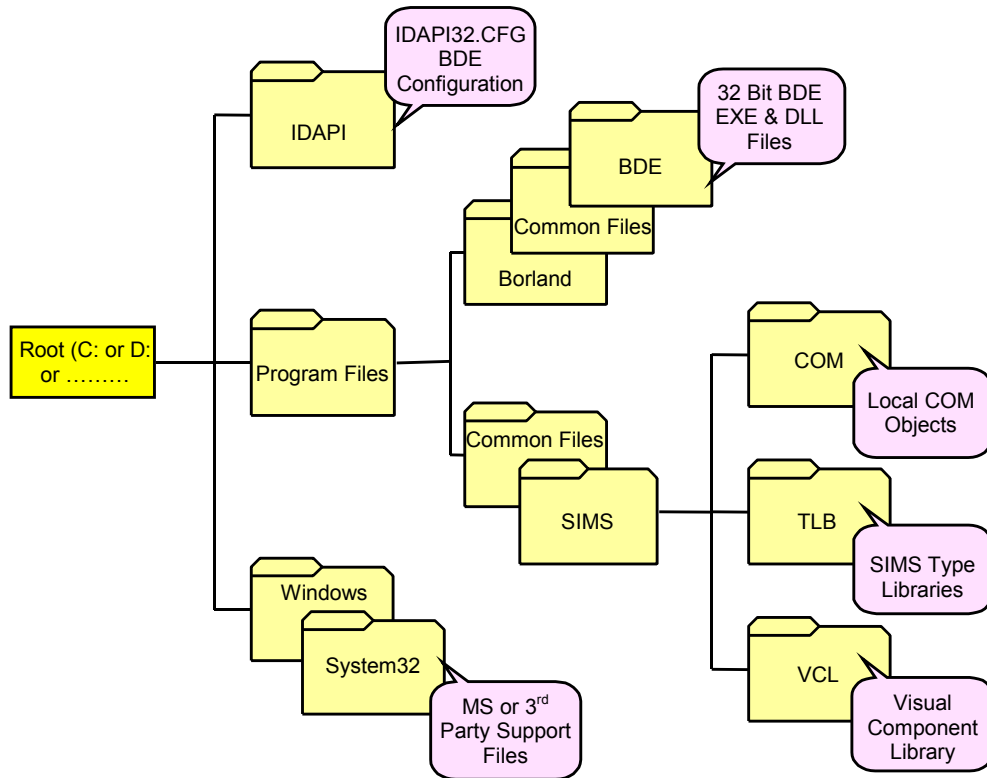 IDAPI32.CFG
BDE
Configuration
IDAPI
32 Bit BDE
EXE & DLL
Files
BDE
Common Files
Borland
Root (C: or D:
or ………
Program Files
COM
Local COM
Objects
Common Files
SIMS
TLB
SIMS Type
Libraries
Windows
System32
MS or 3rd
Party Support
Files
VCL
Visual
Component
Library